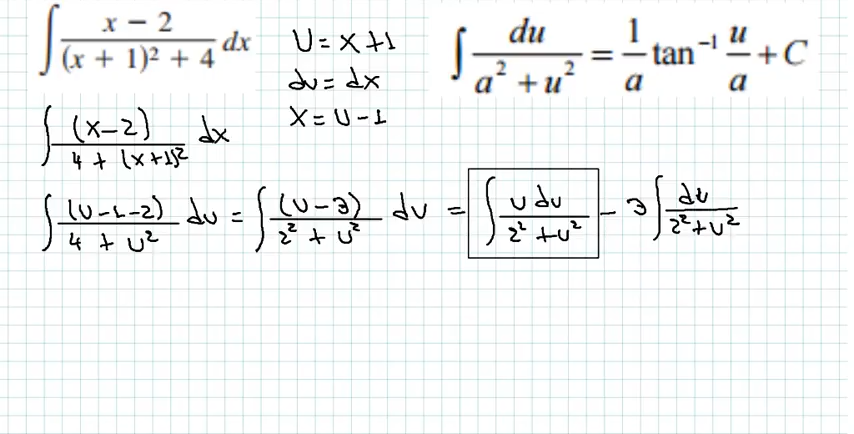 ∫ x − 2 / (x + 1)² + 4 dx
U = x + 1
du = dx
x = U − 1
∫ du / a² + u² = 1/a tan⁻¹ u/a + C
∫ (x−2) / 4 + (x+1)² dx
∫ (U−1−2) / 4 + U² du = ∫ (U−3) / 2² + U² du = ∫ U du / 2² + U² − 3 ∫ du / 2² + U²